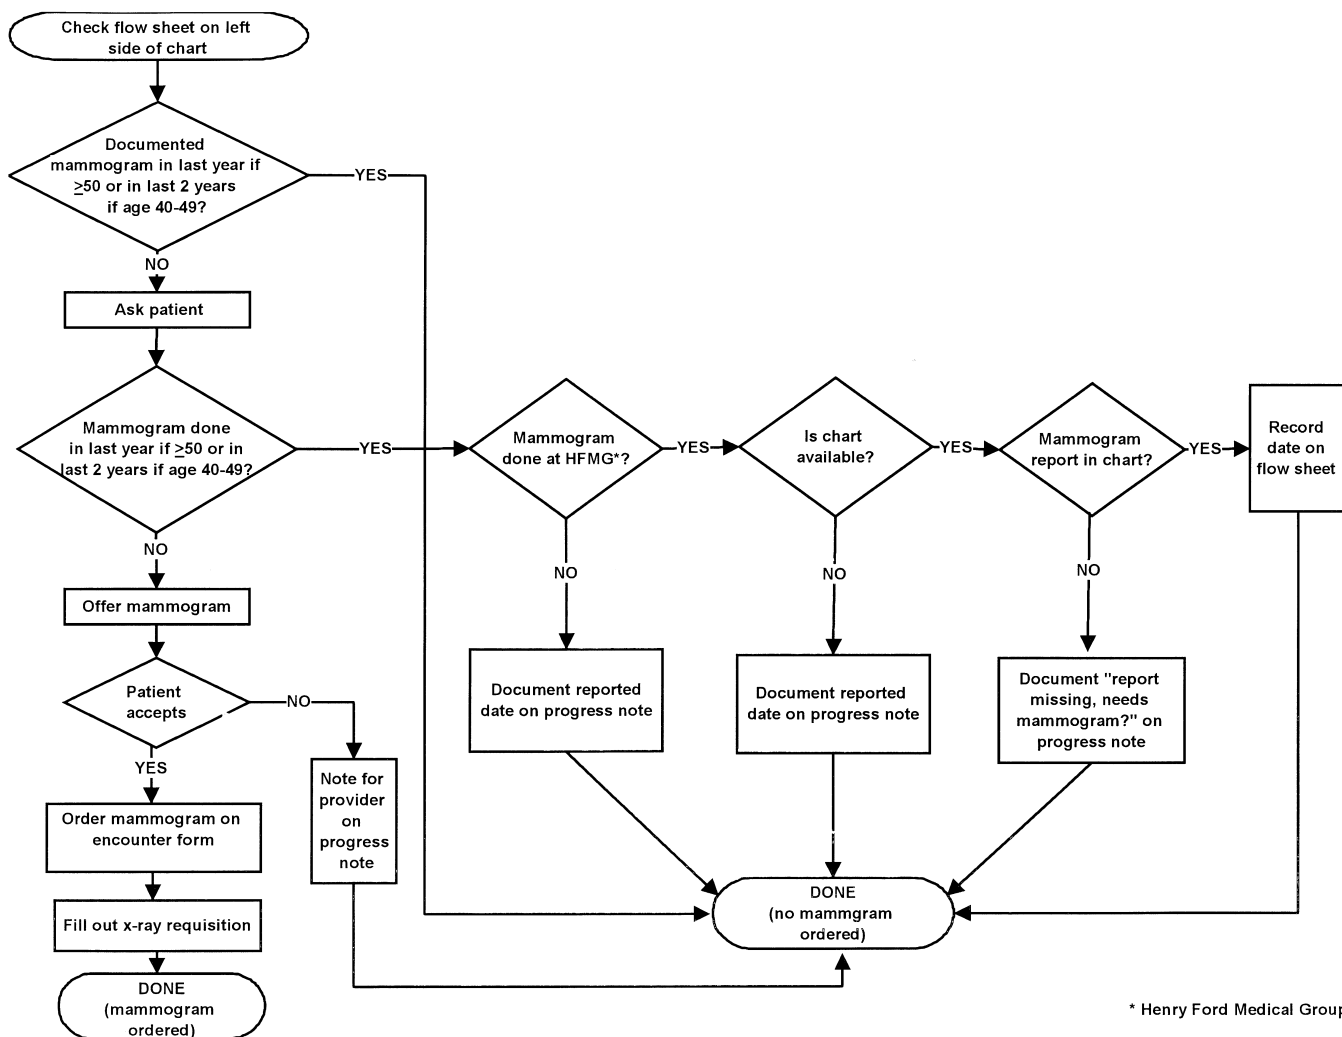 Check flow sheet on left
side of chart
Documented
mammogram in last year if
≥50 or in last 2 years
if age 40-49?
YES
NO
Ask patient
Mammogram done
in last year if ≥50 or in
last 2 years if age 40-49?
YES
Mammogram
done at HFMG*?
YES
Is chart
available?
YES
Mammogram
report in chart?
YES
Record
date on
flow sheet
NO
NO
NO
NO
Offer mammogram
Patient
accepts
NO
YES
Document reported
date on progress note
Document reported
date on progress note
Document "report
missing, needs
mammogram?" on
progress note
Note for
provider
on
progress
note
Order mammogram on
encounter form
Fill out x-ray requisition
DONE
(mammogram
ordered)
DONE
(no mammgram
ordered)
* Henry Ford Medical Group